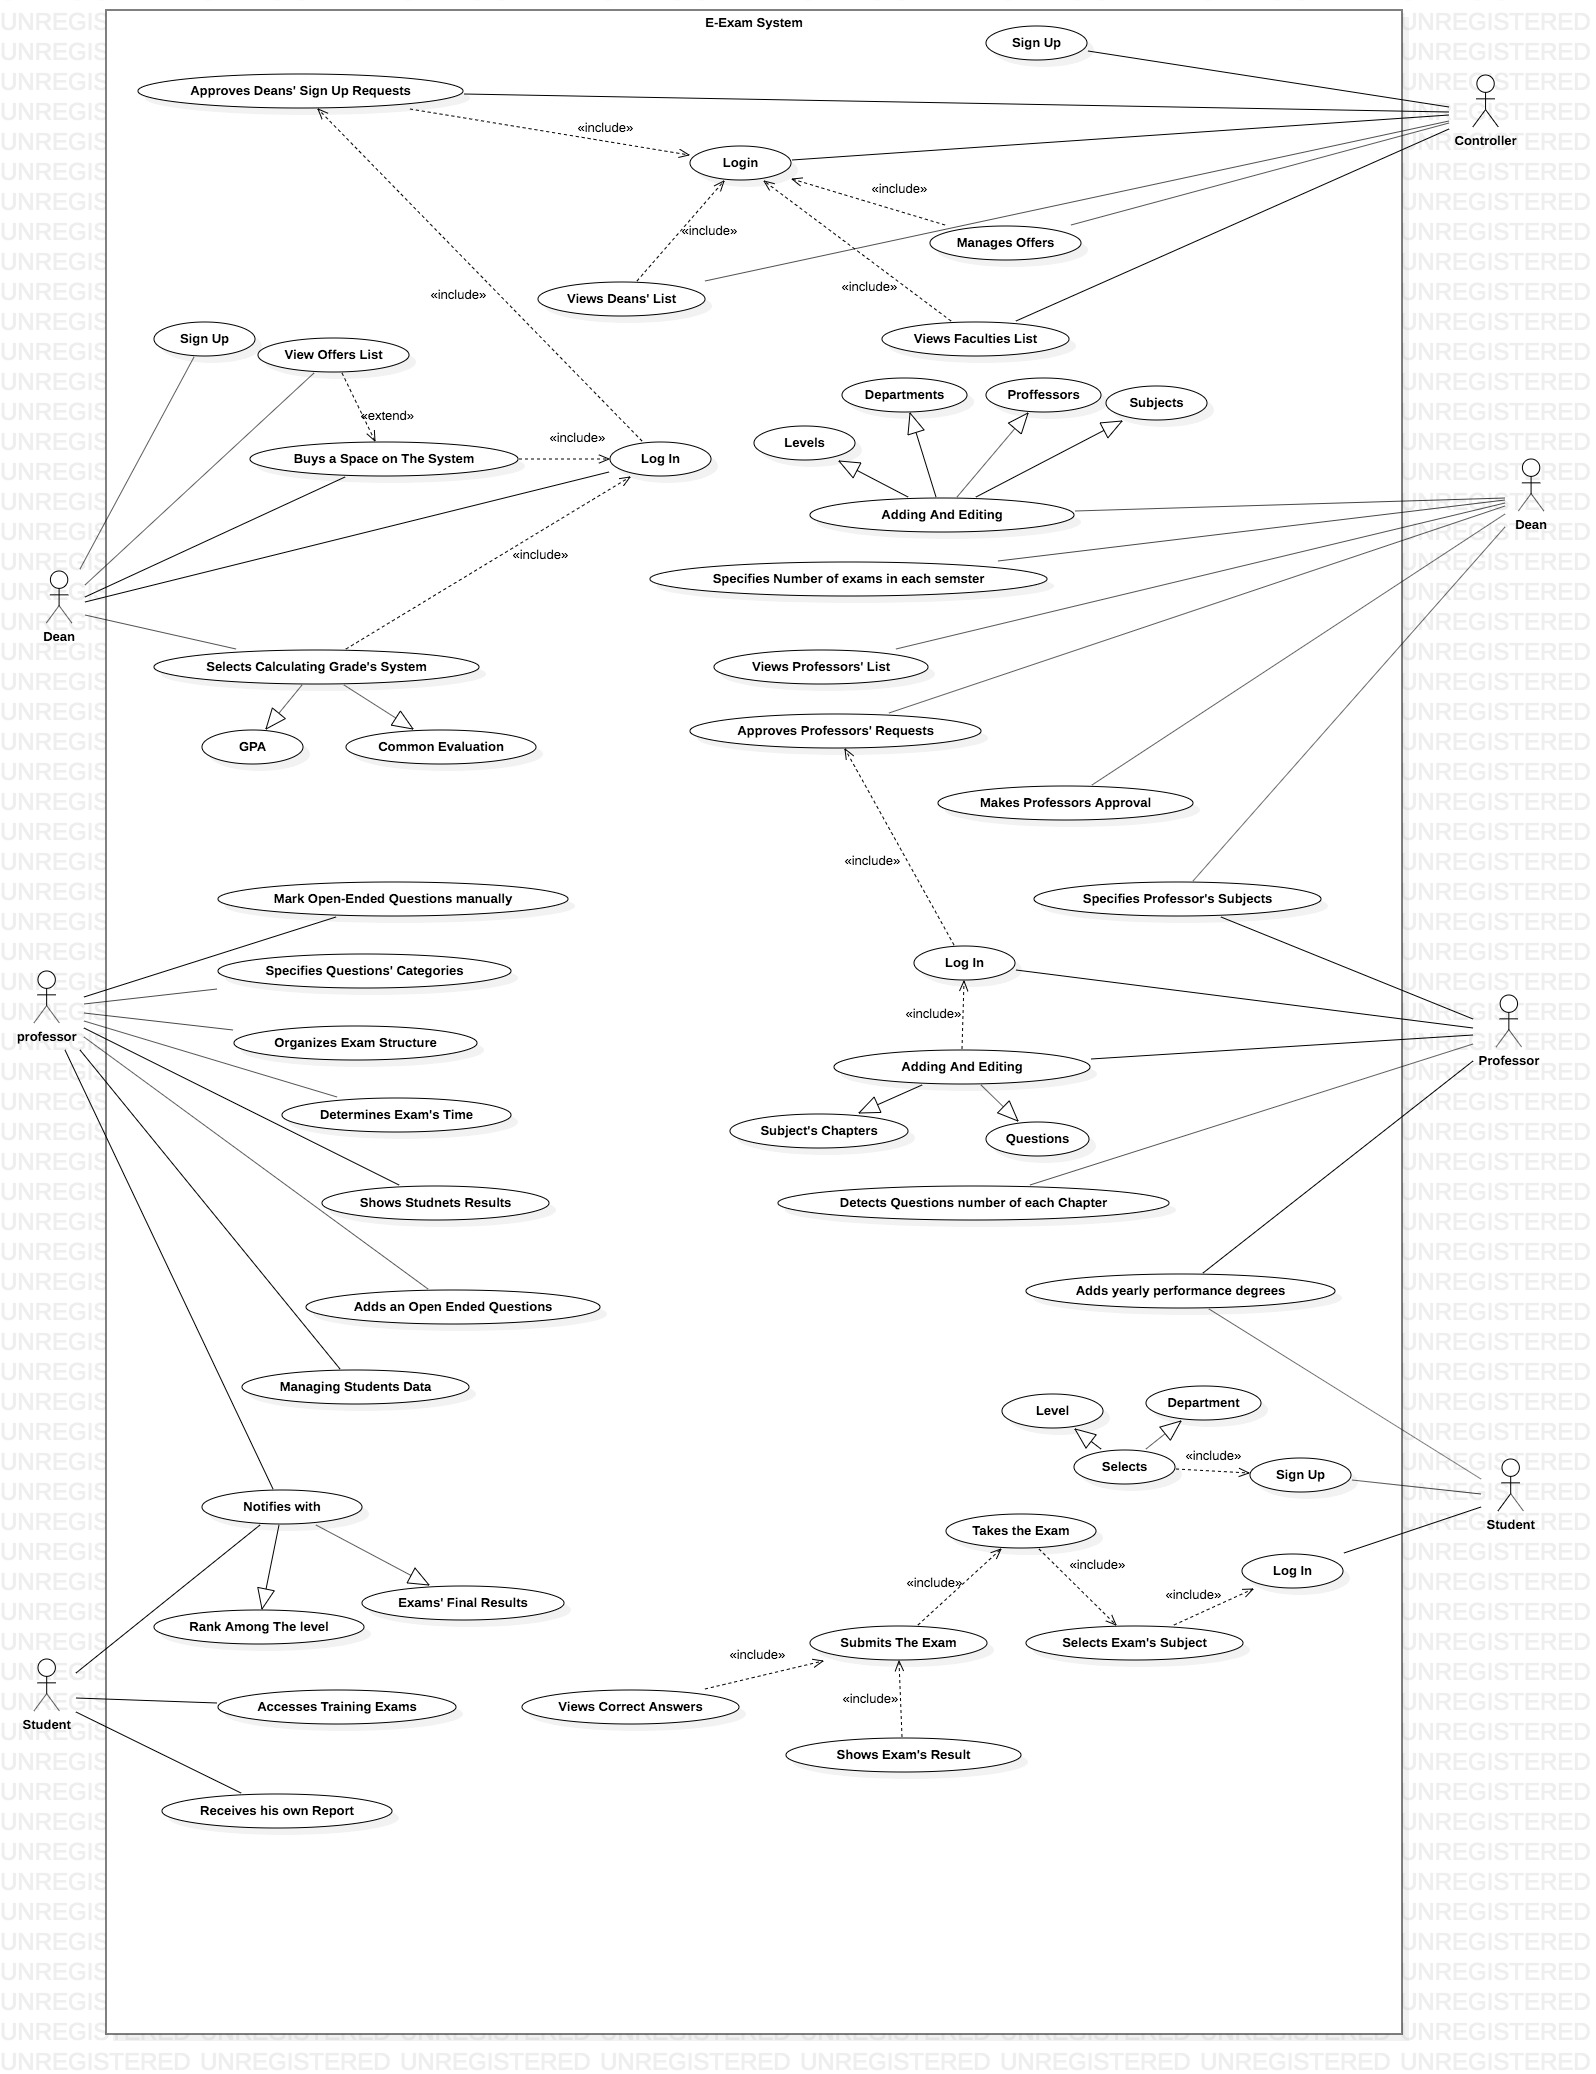 E-Exam System
Sign Up
Approves Deans' Sign Up Requests
Controller
«include»
Login
«include»
«include»
Manages Offers
«include»
«include»
Views Deans' List
Sign Up
View Offers List
Views Faculties List
Departments
Proffessors
Subjects
«extend»
«include»
Levels
Buys a Space on The System
Log In
Adding And Editing
Dean
«include»
Specifies Number of exams in each semster
Dean
Selects Calculating Grade's System
Views Professors' List
Approves Professors' Requests
GPA
Common Evaluation
Makes Professors Approval
«include»
Mark Open-Ended Questions manually
Specifies Professor's Subjects
Specifies Questions' Categories
Log In
«include»
professor
Organizes Exam Structure
Professor
Adding And Editing
Determines Exam's Time
Subject's Chapters
Questions
Shows Studnets Results
Detects Questions number of each Chapter
Adds yearly performance degrees
Adds an Open Ended Questions
Managing Students Data
Level
Department
«include»
Selects
Sign Up
Notifies with
Student
Takes the Exam
«include»
Log In
«include»
«include»
Exams' Final Results
Rank Among The level
Submits The Exam
Selects Exam's Subject
«include»
«include»
Accesses Training Exams
Views Correct Answers
Student
Shows Exam's Result
Receives his own Report
UNREGISTERED UNREGISTERED UNREGISTERED UNREGISTERED UNREGISTERED UNREGISTERED UNREGISTERED UNREGISTERED